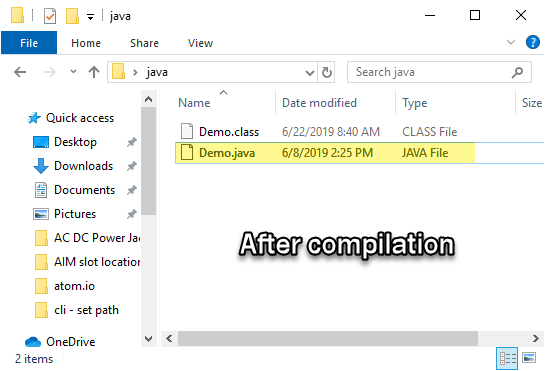 java
File Home Share View
java
Search java
Name Date modified Type Size
Quick access
Desktop
Downloads
Documents
Pictures
AC DC Power Ja
AIM slot location
atom.io
cli - set path
OneDrive
Demo.class 6/22/2019 8:40 AM CLASS File
Demo.java 6/8/2019 2:25 PM JAVA File
After compilation
2 items